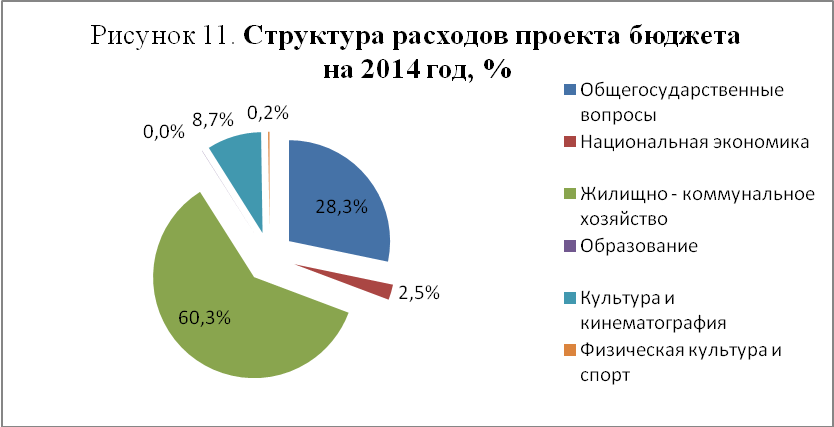 Рисунок 11. Структура расходов проекта бюджета
на 2014 год, %
0,0%
8,7%
0,2%
28,3%
2,5%
60,3%
Общегосударственные
вопросы
Национальная экономика
Жилищно - коммунальное
хозяйство
Образование
Культура и
кинематография
Физическая культура и
спорт